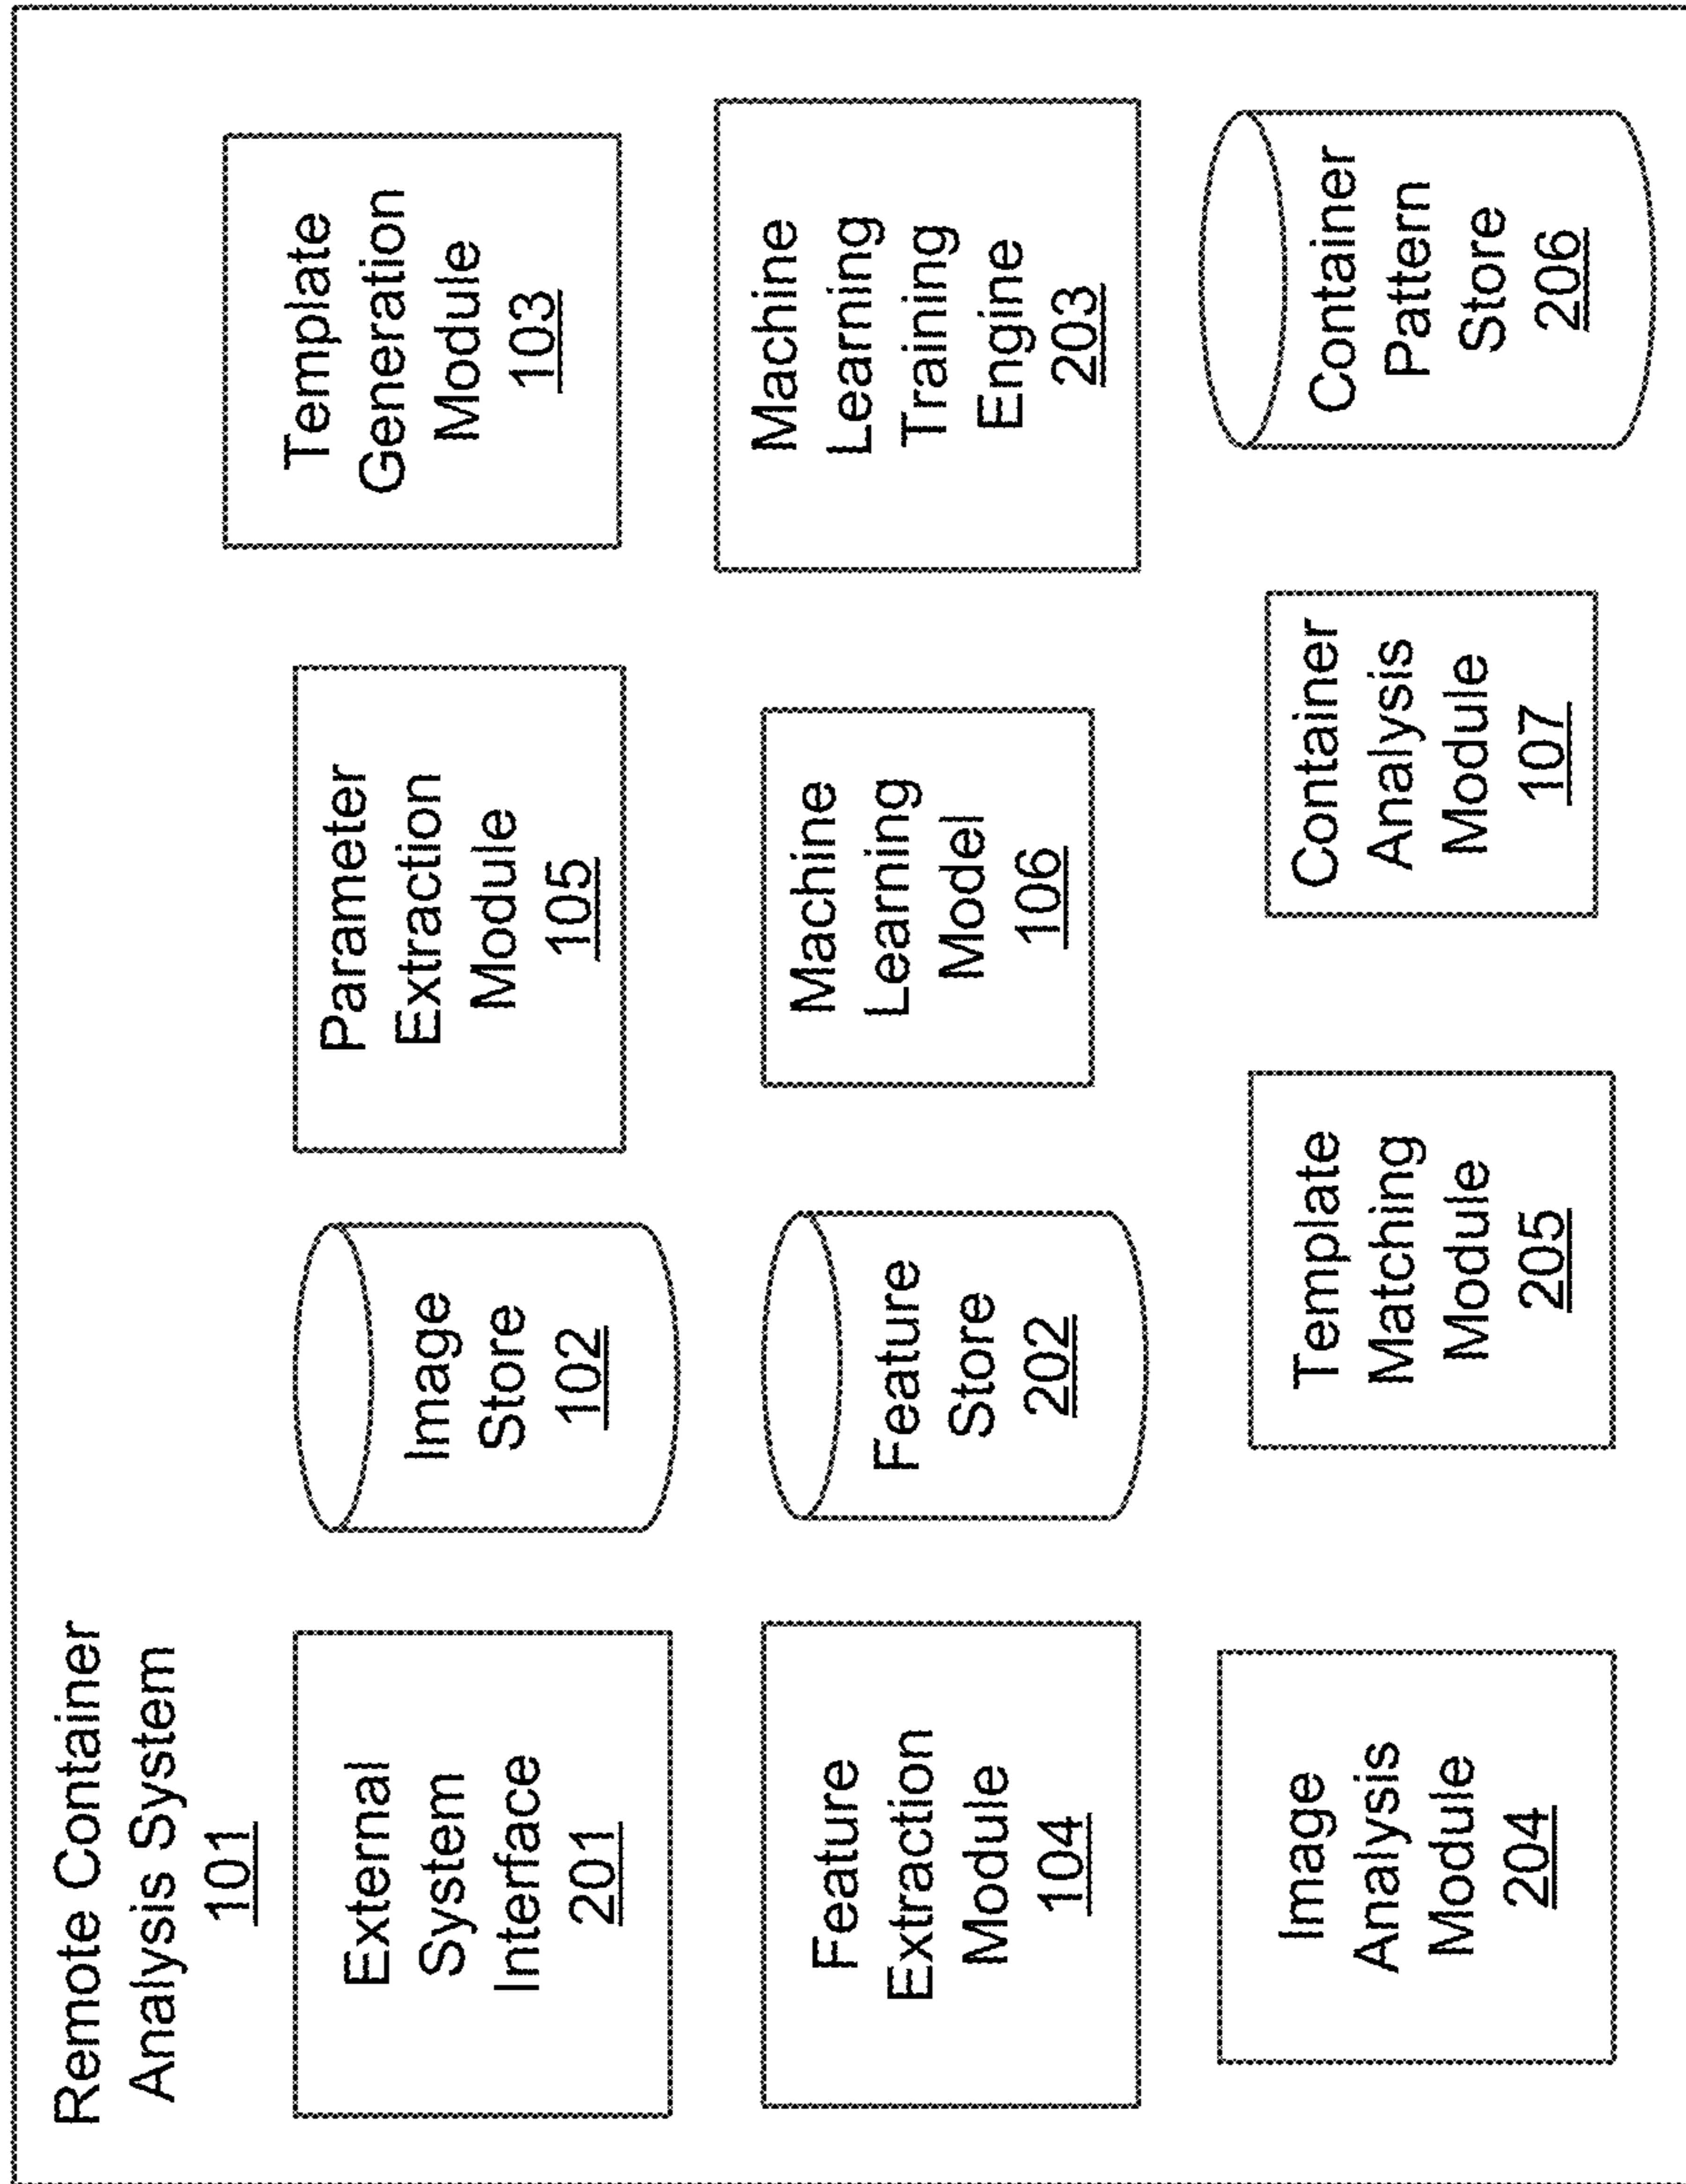 Remote Container
Analysis System
101
External
System
Interface
201
Image
Store
102
Parameter
Extraction
Module
105
Template
Generation
Module
103
Feature
Extraction
Module
104
Feature
Store
202
Machine
Learning
Model
106
Machine
Learning
Training
Engine
203
Image
Analysis
Module
204
Template
Matching
Module
205
Container
Analysis
Module
107
Container
Pattern
Store
206